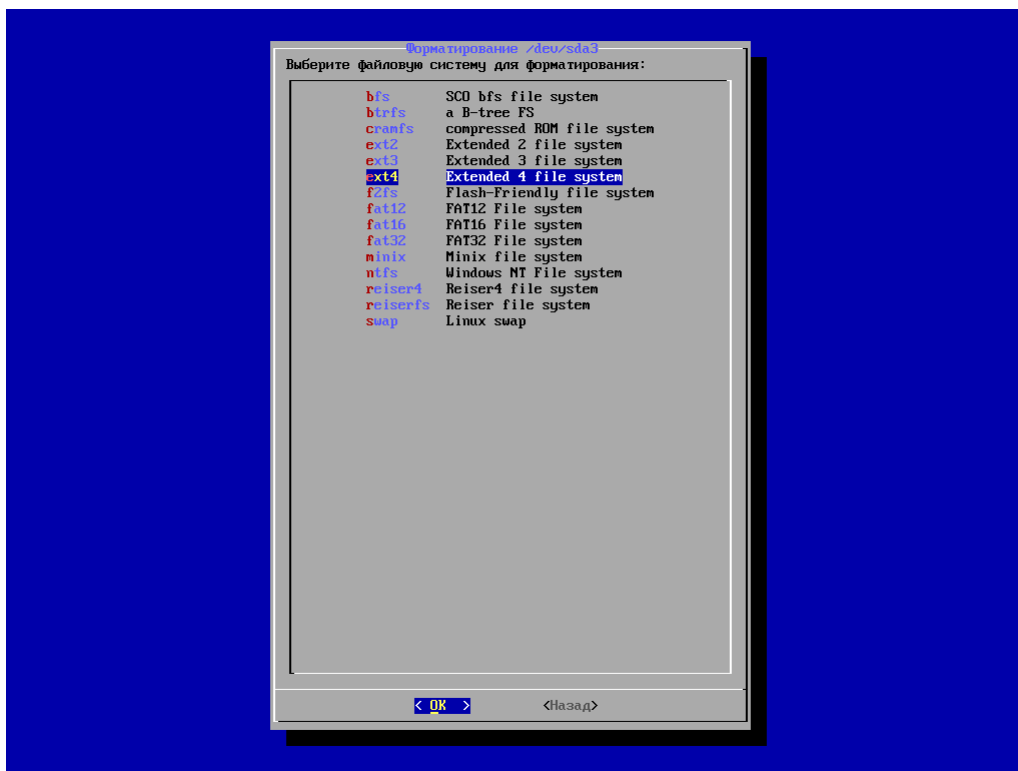 Форматирование /dev/sda3
Выберите файловую систему для форматирования:
bfs SCO bfs file system
btrfs a B-tree FS
cramfs compressed ROM file system
ext2 Extended 2 file system
ext3 Extended 3 file system
ext4 Extended 4 file system
f2fs Flash-Friendly file system
fat12 FAT12 File system
fat16 FAT16 File system
fat32 FAT32 File system
minix Minix file system
ntfs Windows NT File system
reiser4 Reiser4 file system
reiserfs Reiser file system
swap Linux swap
< OK > <Назад>